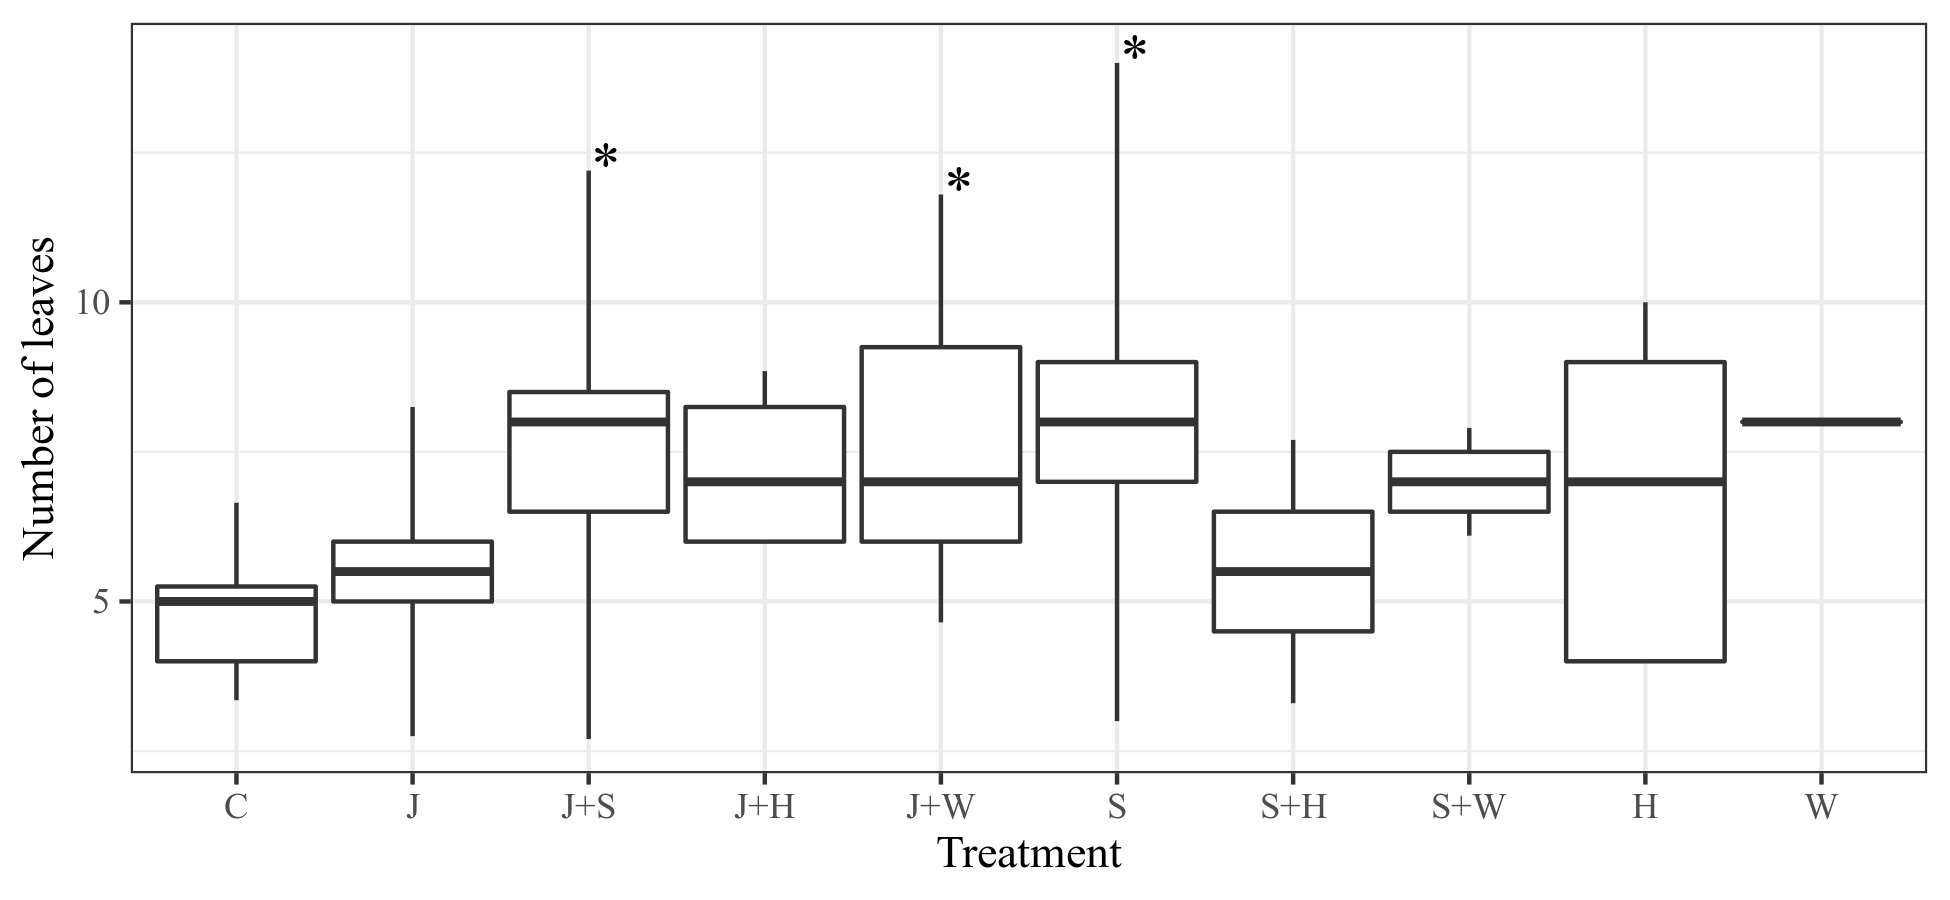 Number of leaves
10
5
*
*
*
C J J+S J+H J+W S S+H S+W H W
Treatment